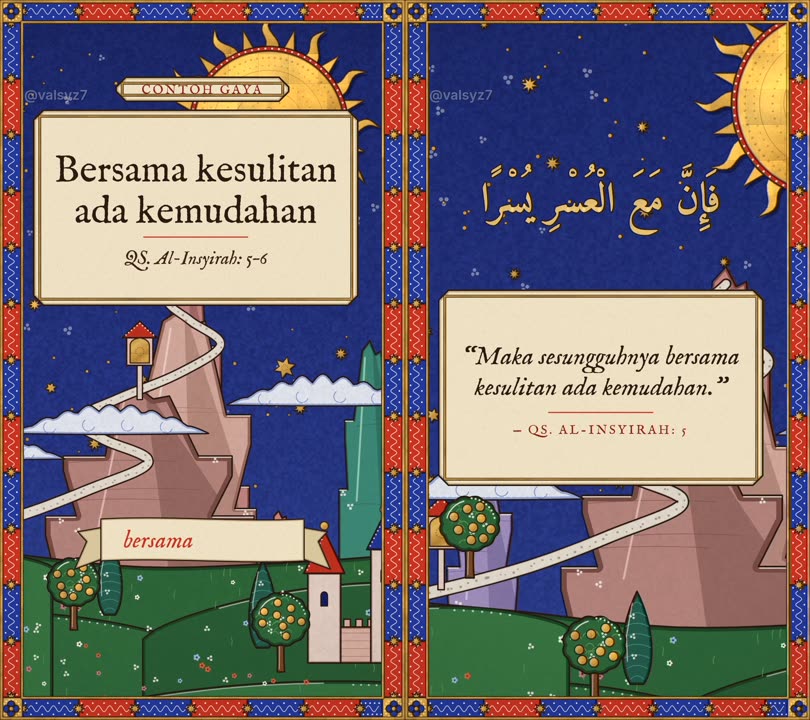 @valsyz7
CONTOH GAYA
Bersama kesulitan
ada kemudahan
QS. Al-Insyirah: 5-6
bersama
@valsyz7
فَإِنَّ مَعَ الْعُسْرِ يُسْرًا
“Maka sesungguhnya bersama
kesulitan ada kemudahan.”
– QS. AL-INSYIRAH: 5